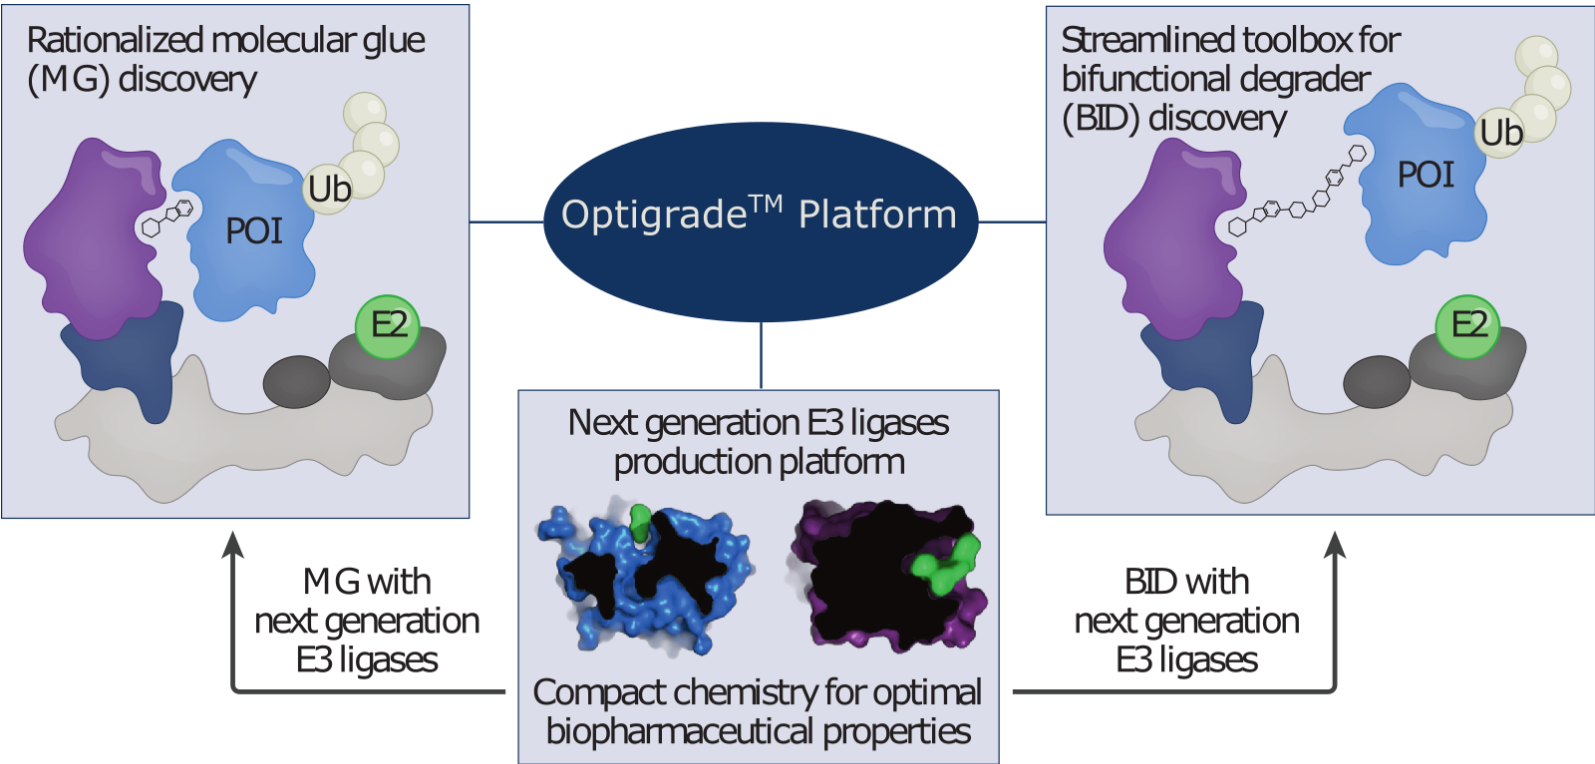 Rationalized molecular glue
(MG) discovery
Ub
POI
E2
Optigrade™ Platform
Streamlined toolbox for
bifunctional degrader
(BID) discovery
Ub
POI
E2
Next generation E3 ligases
production platform
Compact chemistry for optimal
biopharmaceutical properties
MG with
next generation
E3 ligases
BID with
next generation
E3 ligases